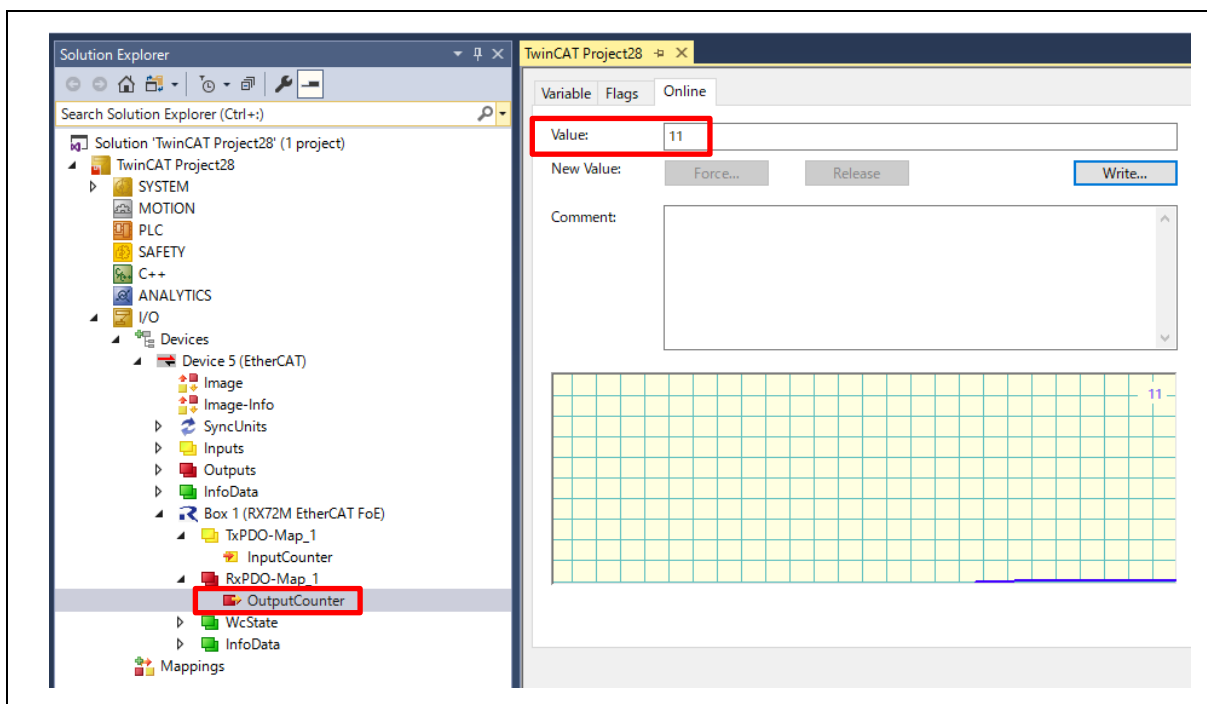 Solution Explorer
Search Solution Explorer (Ctrl+:)
Solution 'TwinCAT Project28' (1 project)
TwinCAT Project28
SYSTEM
MOTION
PLC
SAFETY
C++
ANALYTICS
I/O
Devices
Device 5 (EtherCAT)
Image
Image-Info
SyncUnits
Inputs
Outputs
InfoData
Box 1 (RX72M EtherCAT FoE)
TxPDO-Map_1
InputCounter
RxPDO-Map_1
OutputCounter
WcState
InfoData
Mappings
TwinCAT Project28
Variable Flags Online
Value: 11
New Value: Force... Release Write...
Comment:
11